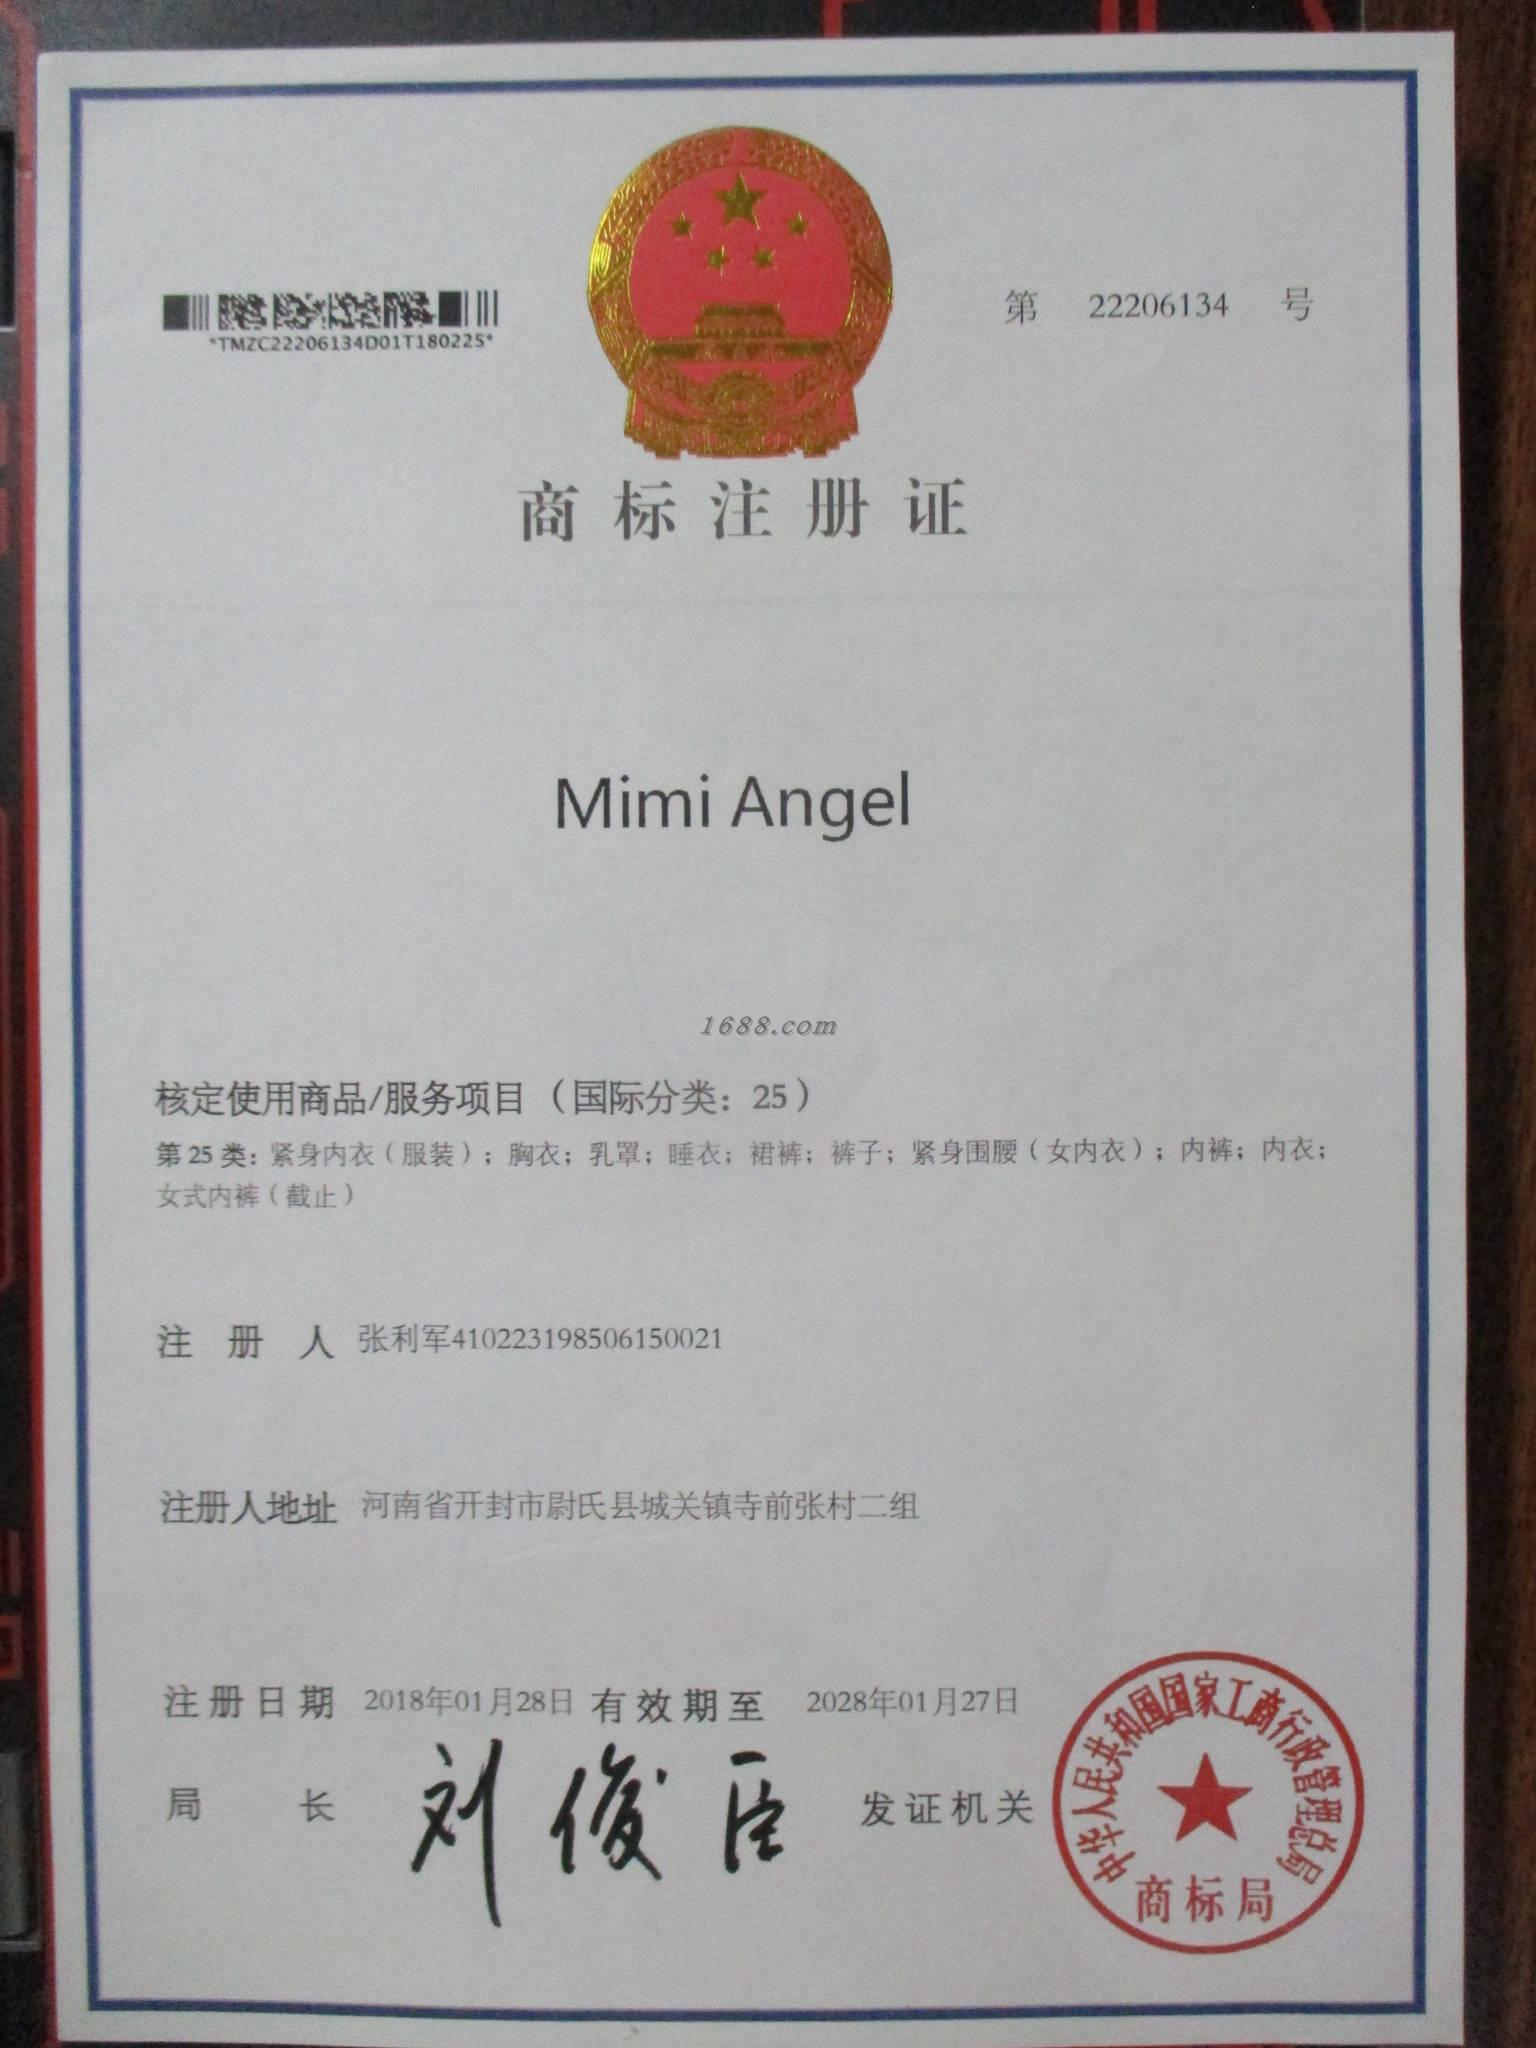 第 22206134 号
*TMZC22206134D01T180225*
商标注册证
Mimi Angel
1688.com
核定使用商品/服务项目（国际分类：25）
第25类：紧身内衣（服装）；胸衣；乳罩；睡衣；裙裤；裤子；紧身围腰（女内衣）；内裤；内衣；
女式内裤（截止）
注册人 张利军410223198506150021
注册人地址 河南省开封市尉氏县城关镇寺前张村二组
注册日期 2018年01月28日 有效期至 2028年01月27日
局长 刘俊臣 发证机关
中华人民共和国国家工商行政管理总局
商标局